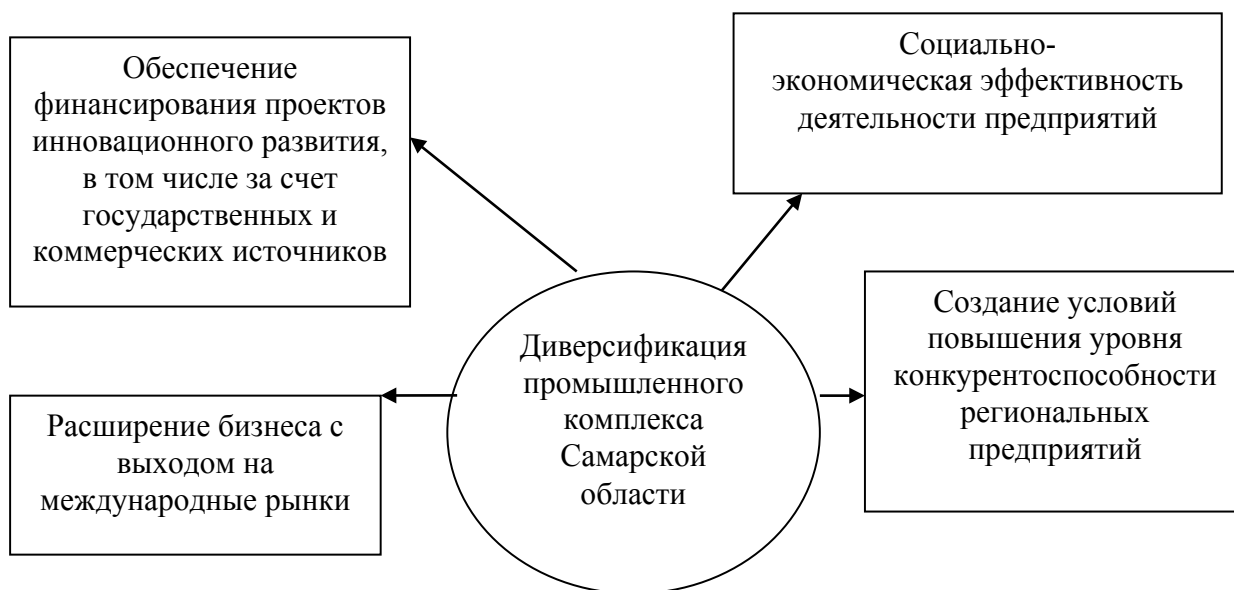 Обеспечение
финансирования проектов
инновационного развития,
в том числе за счет
государственных и
коммерческих источников
Социально-
экономическая эффективность
деятельности предприятий
Диверсификация
промышленного
комплекса
Самарской
области
Создание условий
повышения уровня
конкурентоспособности
региональных
предприятий
Расширение бизнеса с
выходом на
международные рынки